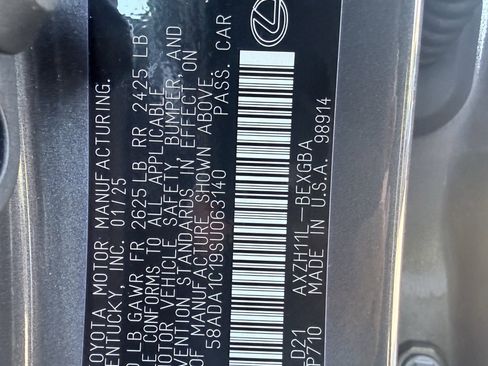 TOYOTA MOTOR MANUFACTURING.
KENTUCKY, INC. 01/25
LB GAWR FR 2625 LB RR 2425 LB
CONFORMS TO ALL APPLICABLE
MOTOR VEHICLE SAFETY, BUMPER, AND
STANDARDS IN EFFECT ON
OF MANUFACTURE SHOWN ABOVE.
58ADA1C19SU063140 PASS. CAR
D21 AXZH11L-BEXGBA
P710 MADE IN U.S.A. 98914